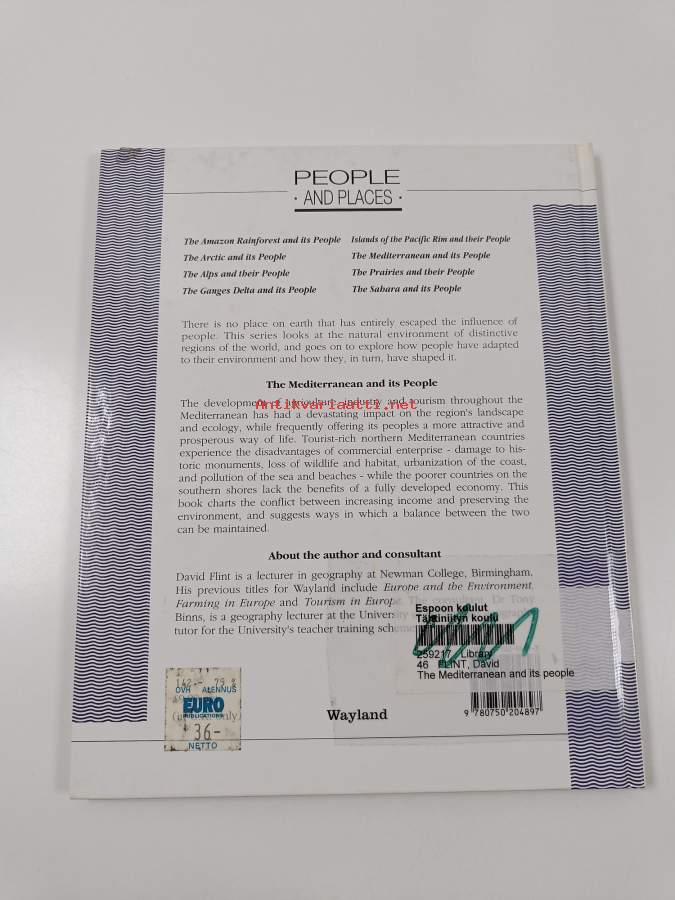 PEOPLE
· AND PLACES ·
The Amazon Rainforest and its People
The Arctic and its People
The Alps and their People
The Ganges Delta and its People
Islands of the Pacific Rim and their People
The Mediterranean and its People
The Prairies and their People
The Sahara and its People
There is no place on earth that has entirely escaped the influence of
people. This series looks at the natural environment of distinctive
regions of the world, and goes on to explore how people have adapted
to their environment and how they, in turn, have shaped it.
The Mediterranean and its People
The development of agriculture, industry and tourism throughout the
Antikvariaatti.net
Mediterranean has had a devastating impact on the region's landscape
and ecology, while frequently offering its peoples a more attractive and
prosperous way of life. Tourist-rich northern Mediterranean countries
experience the disadvantages of commercial enterprise - damage to his-
toric monuments, loss of wildlife and habitat, urbanization of the coast,
and pollution of the sea and beaches - while the poorer countries on the
southern shores lack the benefits of a fully developed economy. This
book charts the conflict between increasing income and preserving the
environment, and suggests ways in which a balance between the two
can be maintained.
About the author and consultant
David Flint is a lecturer in geography at Newman College, Birmingham.
His previous titles for Wayland include Europe and the Environment,
Farming in Europe and Tourism in Europe. The consultant, Dr Tony
Binns, is a geography lecturer at the Univers
tutor for the University's teacher training sche
Espoon koulut
Tähtiniityn koulu
259217 Library
46 FLINT, David
The Mediterranean and its people
9 780750 204897
Wayland
OVH ALENNUS
EURO
PUBLICATIONS
36-
NETTO
only)